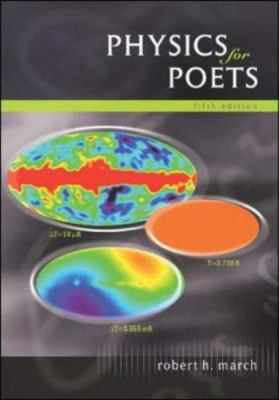 PHYSICS
for
POETS
fifth edition
ΔT=18 µK
T=2.728 K
ΔT=3.353 mK
robert h. march